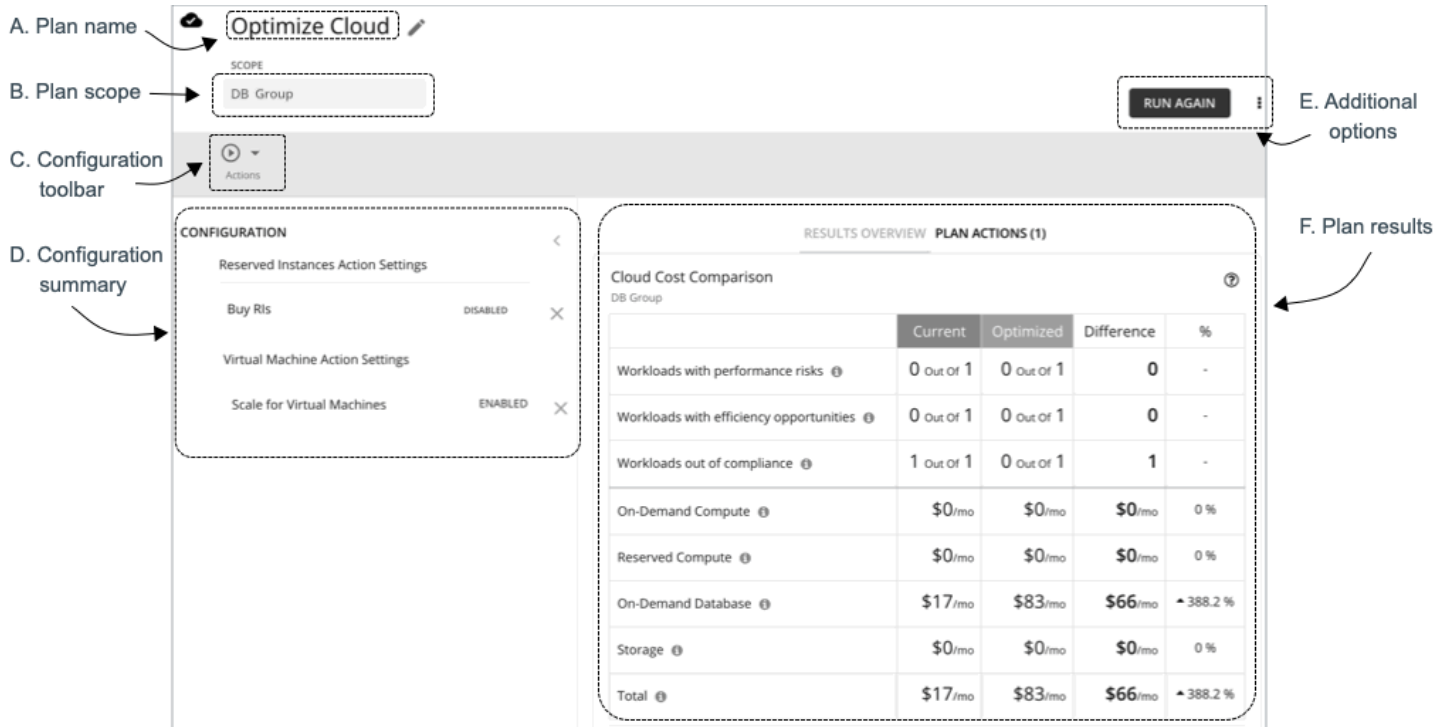 A. Plan name
Optimize Cloud
SCOPE
B. Plan scope
DB Group
RUN AGAIN
E. Additional
options
C. Configuration
toolbar
Actions
D. Configuration
summary
CONFIGURATION
Reserved Instances Action Settings
Buy RIs DISABLED
Virtual Machine Action Settings
Scale for Virtual Machines ENABLED
F. Plan results
RESULTS OVERVIEW PLAN ACTIONS (1)
Cloud Cost Comparison
DB Group
Current Optimized Difference %
Workloads with performance risks 0 Out Of 1 0 Out Of 1 0 -
Workloads with efficiency opportunities 0 Out Of 1 0 Out Of 1 0 -
Workloads out of compliance 1 Out Of 1 0 Out Of 1 1 -
On-Demand Compute $0/mo $0/mo $0/mo 0 %
Reserved Compute $0/mo $0/mo $0/mo 0 %
On-Demand Database $17/mo $83/mo $66/mo 388.2 %
Storage $0/mo $0/mo $0/mo 0 %
Total $17/mo $83/mo $66/mo 388.2 %